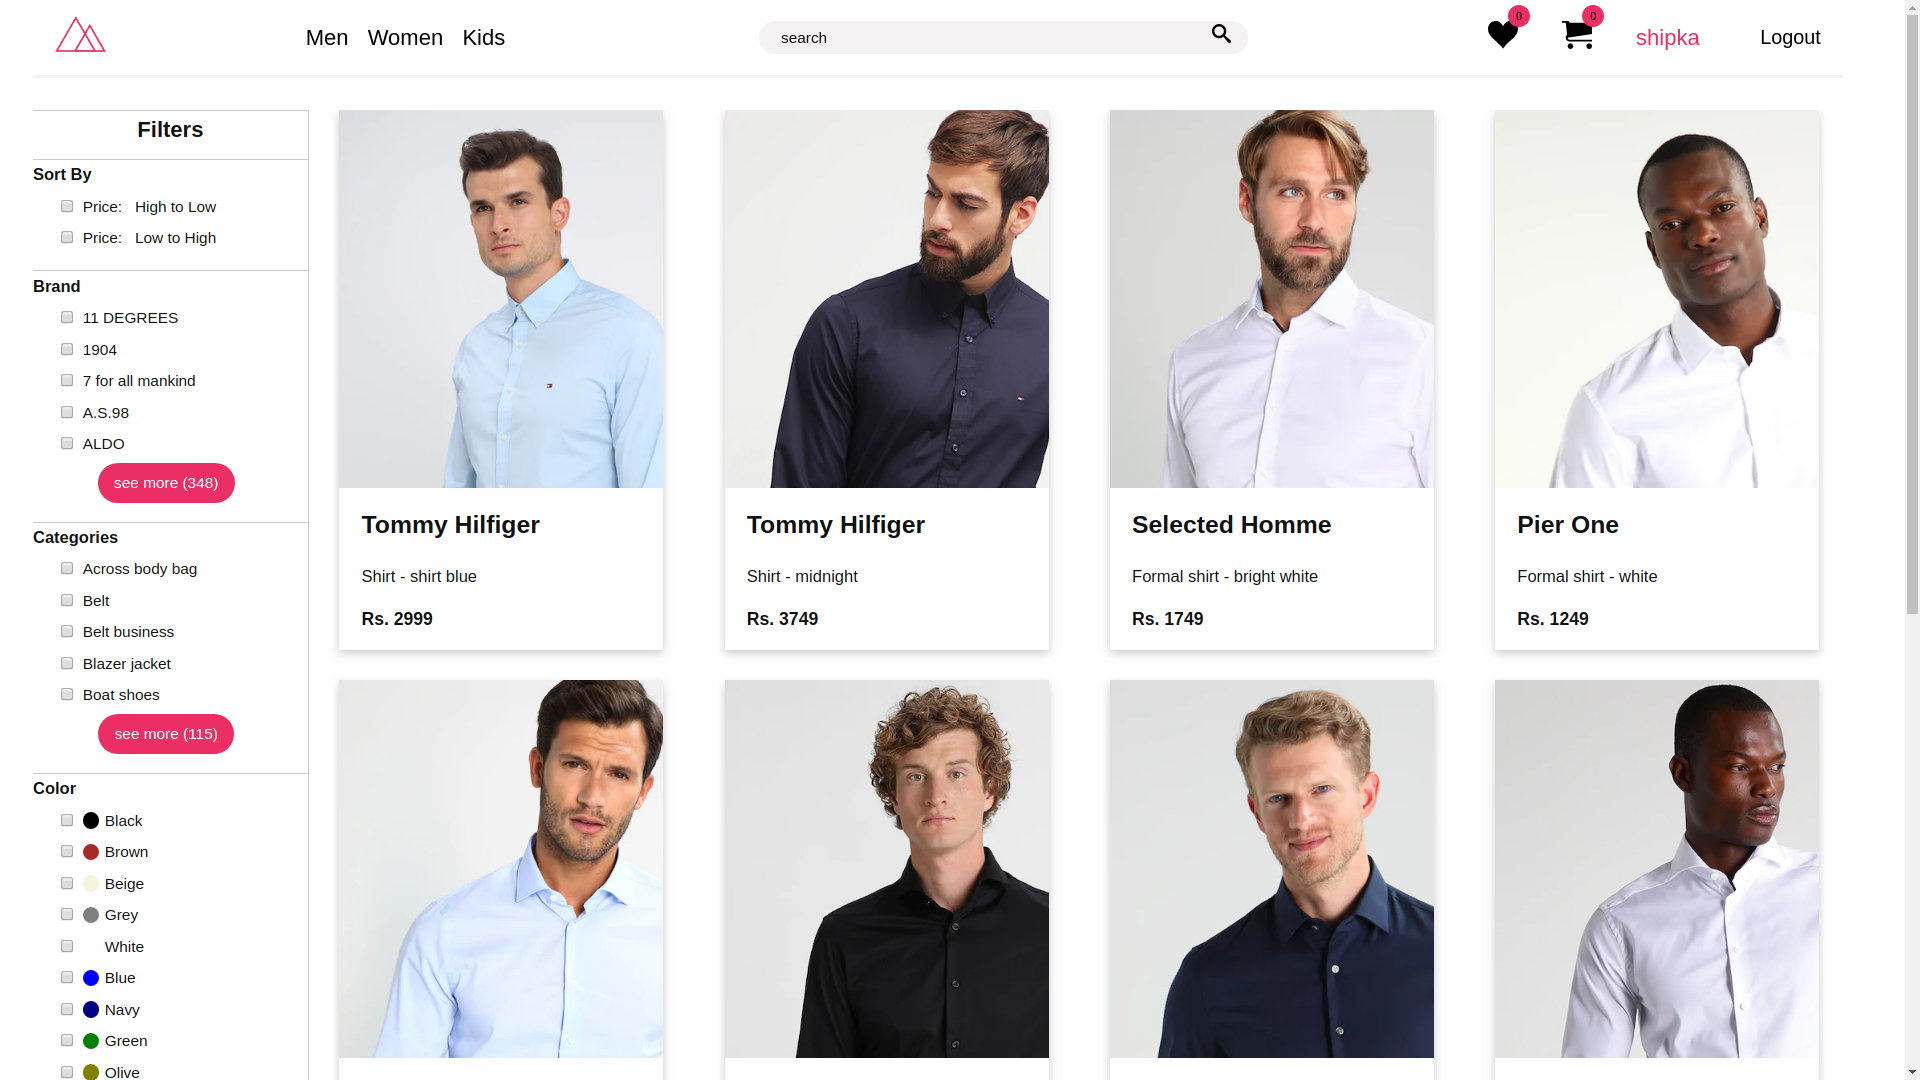 Men Women Kids
search
0
0
shipka
Logout
Filters
Sort By
Price: High to Low
Price: Low to High
Brand
11 DEGREES
1904
7 for all mankind
A.S.98
ALDO
see more (348)
Categories
Across body bag
Belt
Belt business
Blazer jacket
Boat shoes
see more (115)
Color
Black
Brown
Beige
Grey
White
Blue
Navy
Green
Olive
Tommy Hilfiger
Shirt - shirt blue
Rs. 2999
Tommy Hilfiger
Shirt - midnight
Rs. 3749
Selected Homme
Formal shirt - bright white
Rs. 1749
Pier One
Formal shirt - white
Rs. 1249